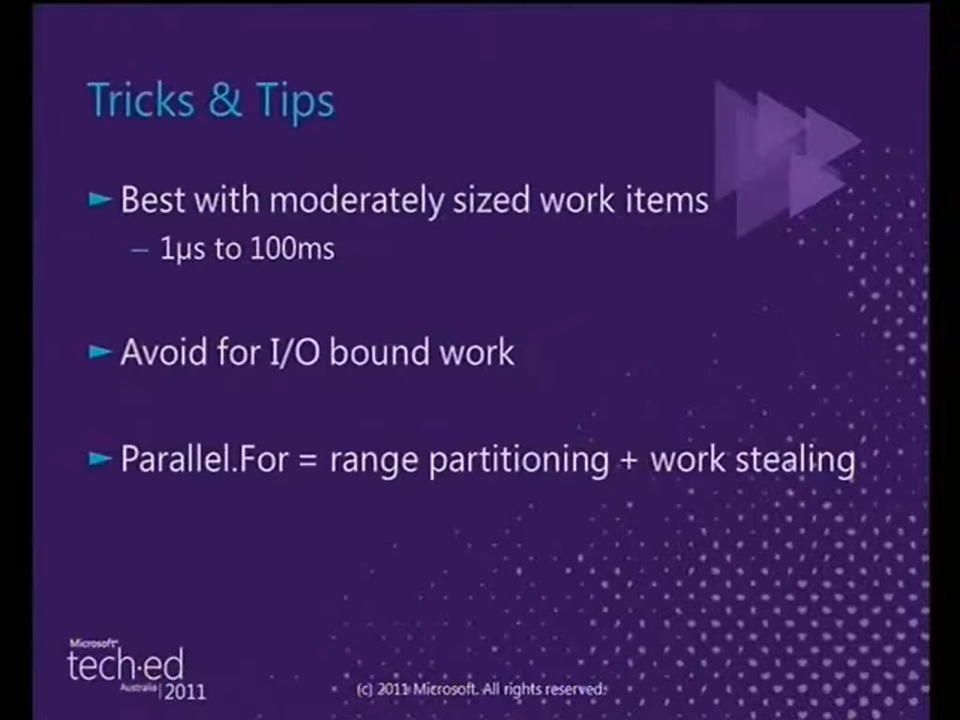 Tricks & Tips
Best with moderately sized work items
– 1µs to 100ms
Avoid for I/O bound work
Parallel.For = range partitioning + work stealing
Microsoft®
tech·ed
Australia | 2011
(c) 2011 Microsoft. All rights reserved.